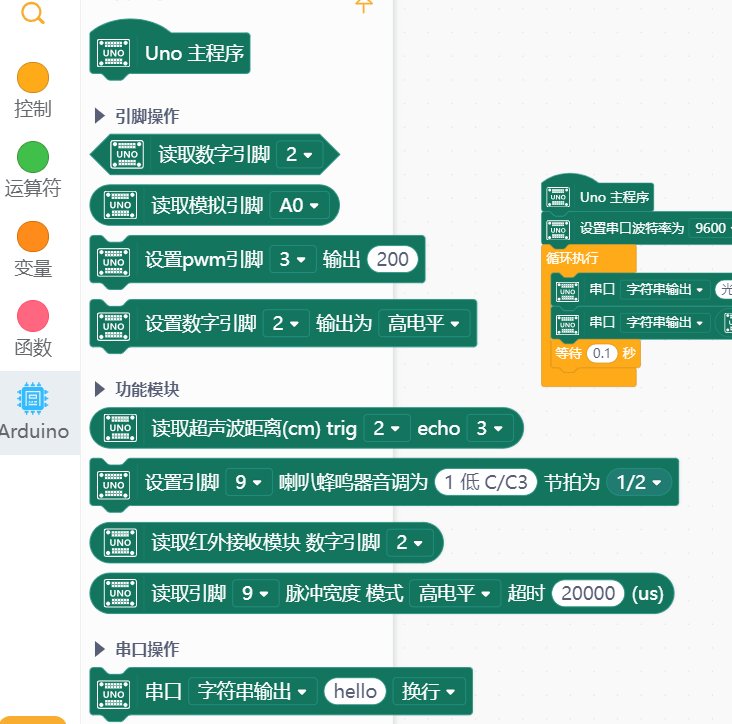 UNO Uno 主程序
控制
引脚操作
UNO 读取数字引脚 2
运算符
UNO 读取模拟引脚 A0
变量
UNO 设置pwm引脚 3 输出 200
函数
UNO 设置数字引脚 2 输出为 高电平
Arduino
功能模块
UNO 读取超声波距离(cm) trig 2 echo 3
UNO 设置引脚 9 喇叭蜂鸣器音调为 1 低 C/C3 节拍为 1/2
UNO 读取红外接收模块 数字引脚 2
UNO 读取引脚 9 脉冲宽度 模式 高电平 超时 20000 (us)
串口操作
UNO 串口 字符串输出 hello 换行
UNO Uno 主程序
UNO 设置串口波特率为 9600
循环执行
UNO 串口 字符串输出 光
UNO 串口 字符串输出
等待 0.1 秒